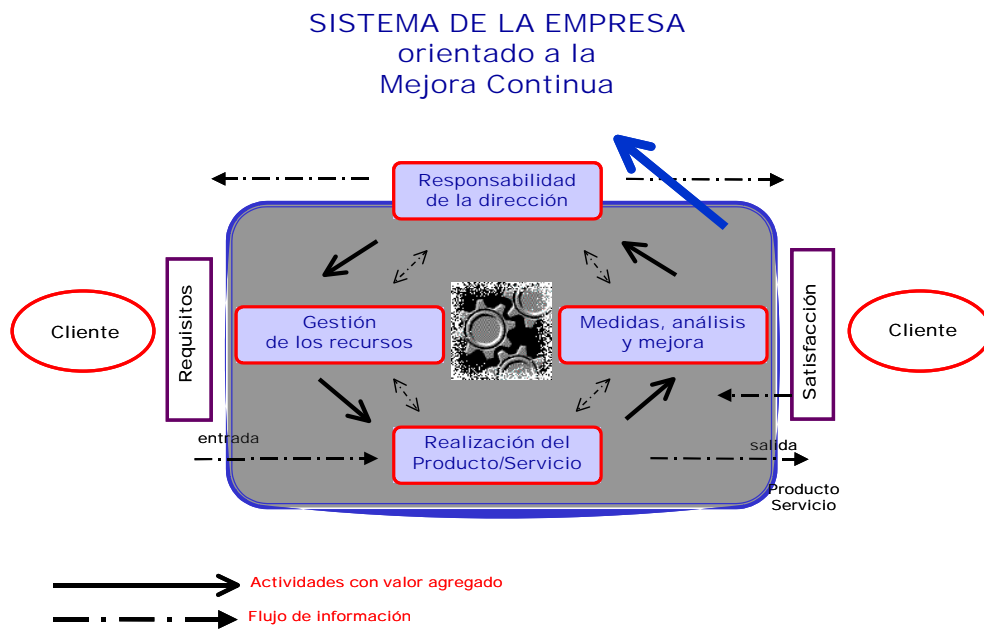 SISTEMA DE LA EMPRESA
orientado a la
Mejora Continua
Responsabilidad
de la dirección
Cliente
Requisitos
Gestión
de los recursos
Medidas, análisis
y mejora
Satisfacción
Cliente
entrada
Realización del
Producto/Servicio
salida
Producto
Servicio
Actividades con valor agregado
Flujo de información